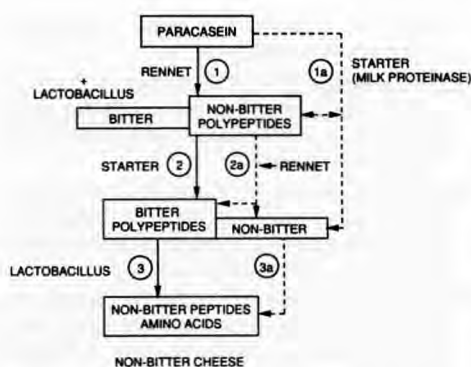 PARACASEIN
RENNET 1
1a
STARTER
(MILK PROTEINASE)
+
LACTOBACILLUS
BITTER
NON-BITTER
POLYPEPTIDES
STARTER 2
2a
RENNET
BITTER
POLYPEPTIDES
NON-BITTER
LACTOBACILLUS 3
3a
NON-BITTER PEPTIDES
AMINO ACIDS
NON-BITTER CHEESE